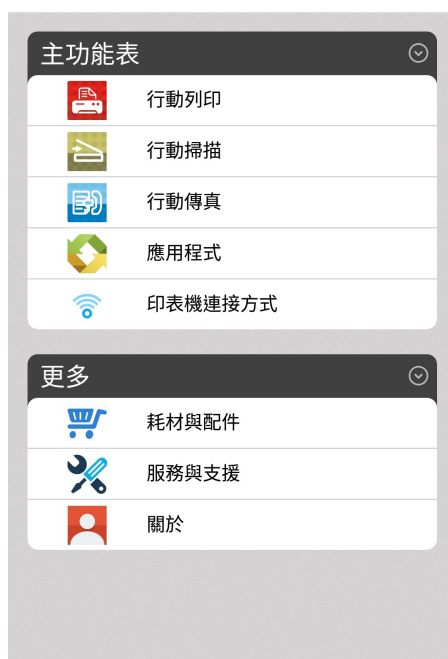 主功能表
行動列印
行動掃描
行動傳真
應用程式
印表機連接方式
更多
耗材與配件
服務與支援
關於